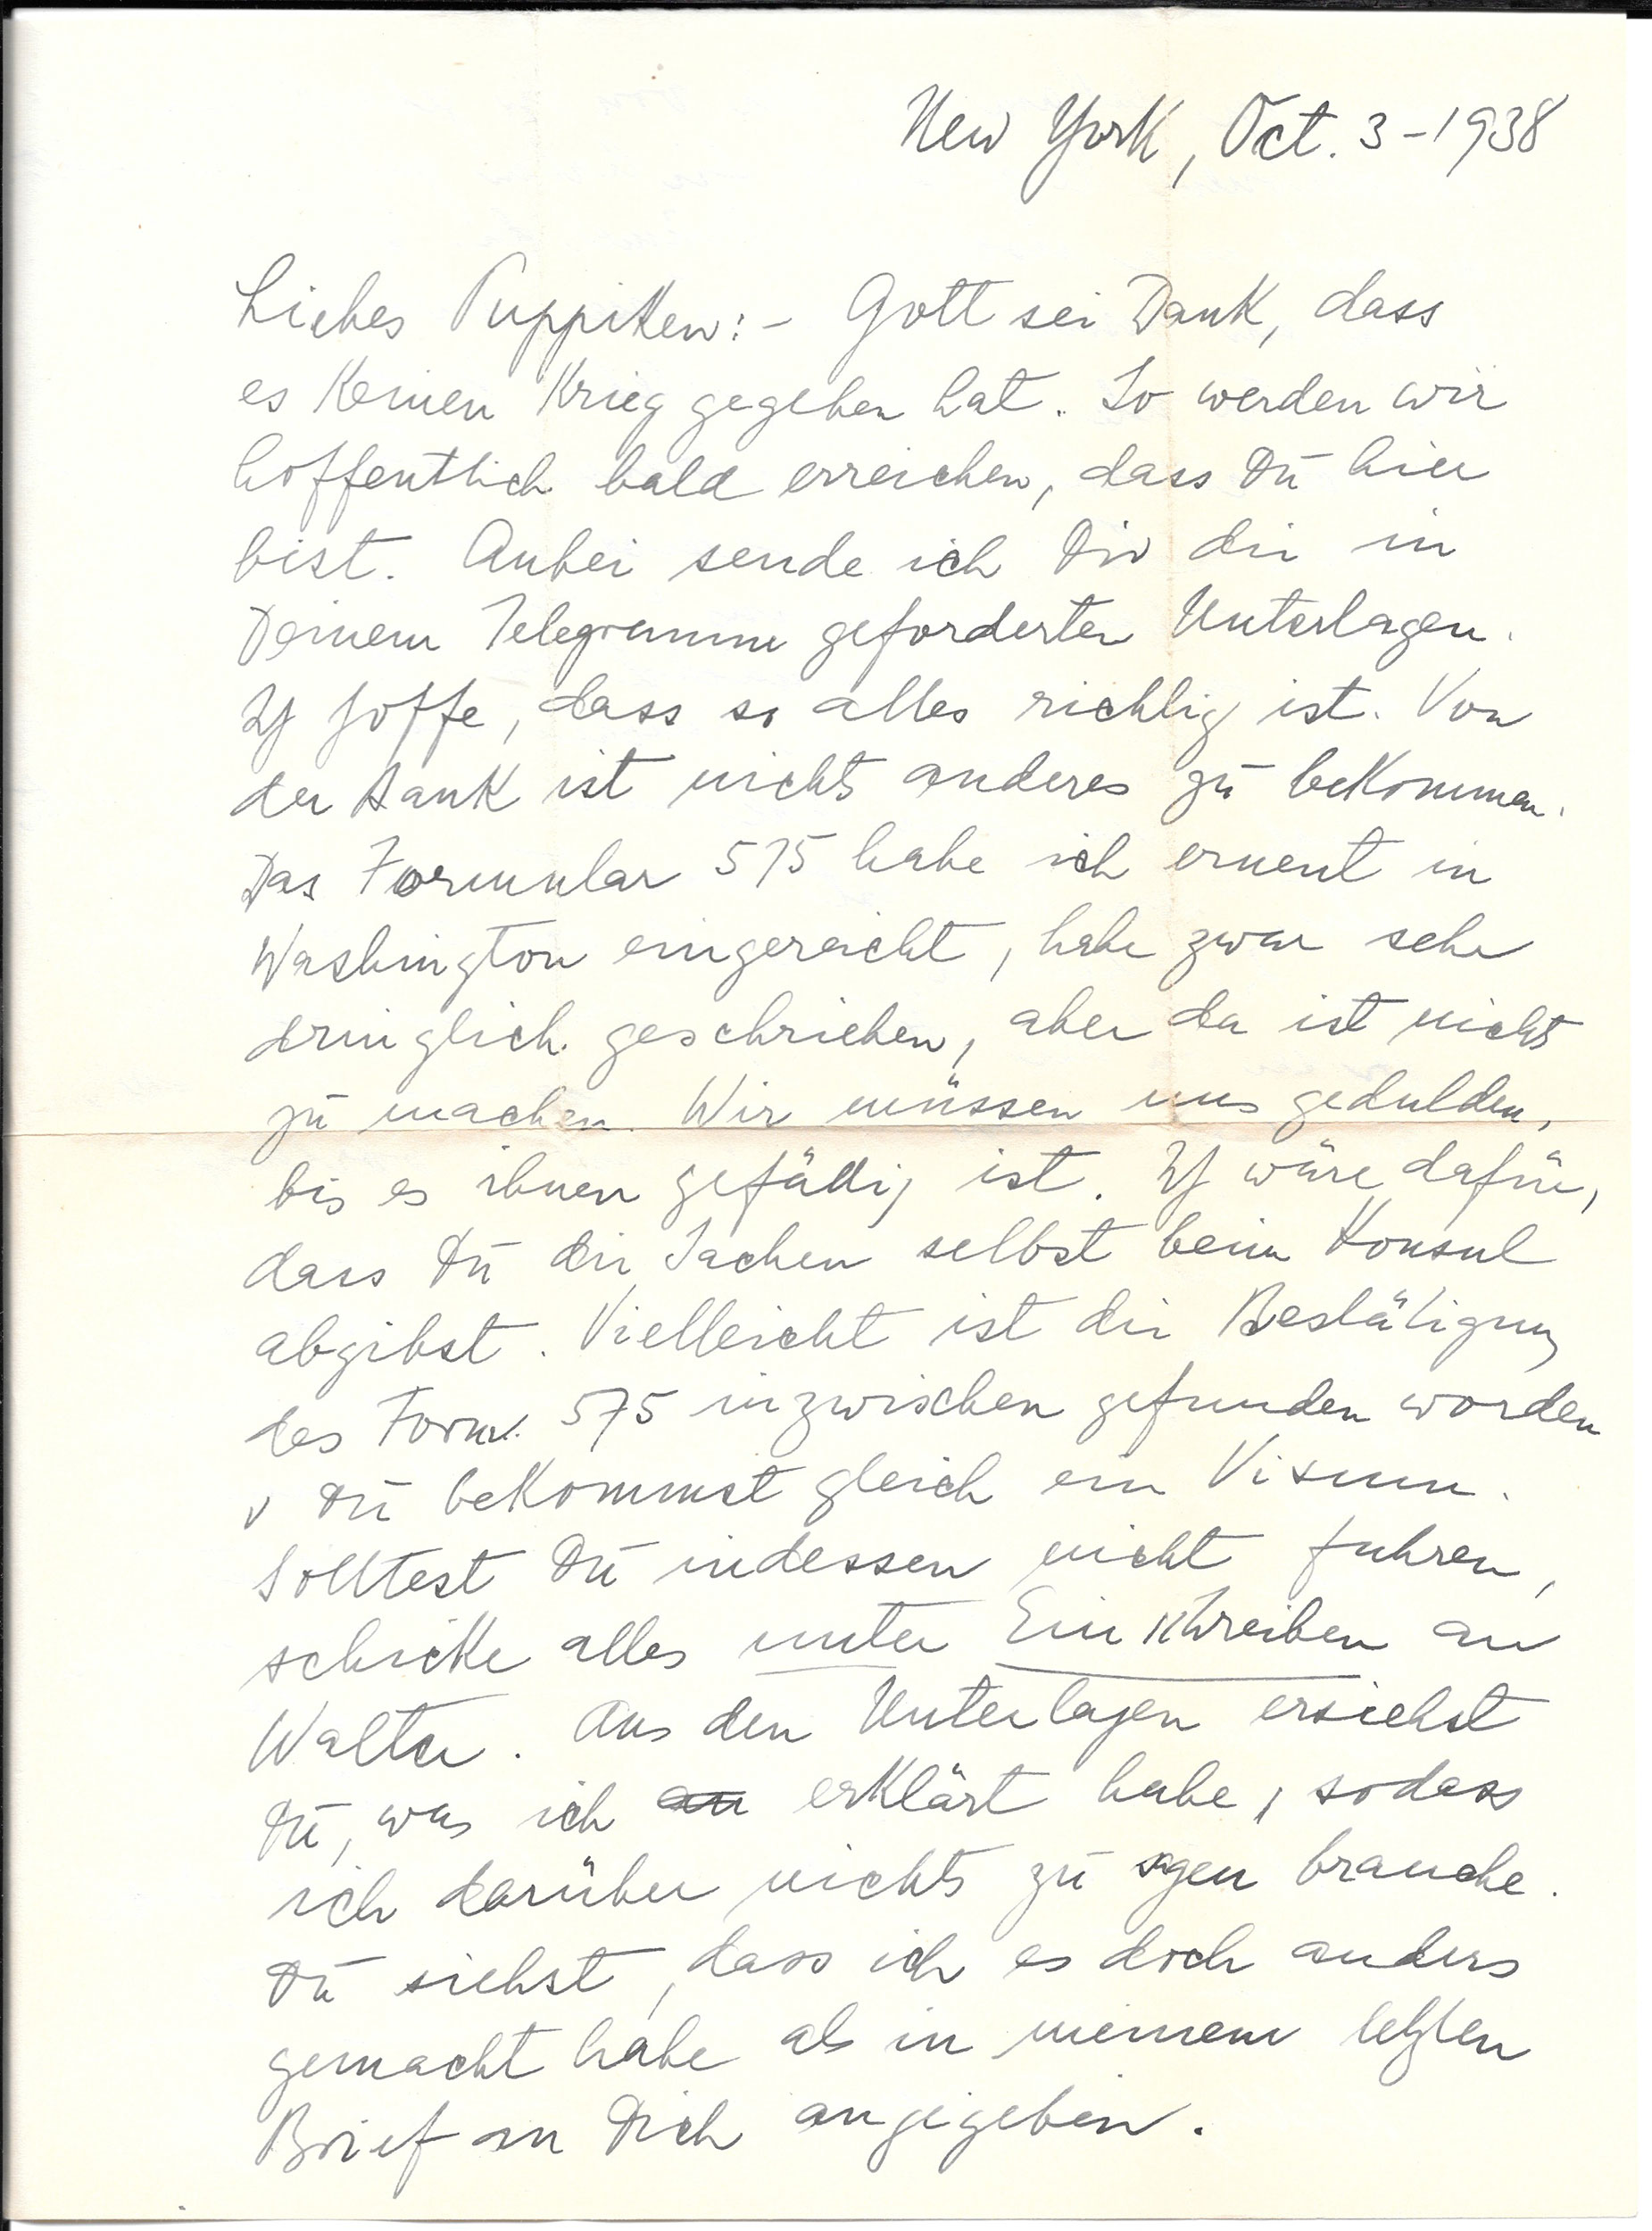 New York, Oct. 3-1938
Liebes Puppiken:- Gott sei Dank, dass
es keinen Krieg gegeben hat. So werden wir
hoffentlich bald erreichen, dass Du hier
bist. Anbei sende ich Dir die in
Deinem Telegramm geforderten Unterlagen.
Ich hoffe, dass so alles richtig ist. Von
der Bank ist nichts anderes zu bekommen.
Das Formular 575 habe ich erneut in
Washington eingereicht, habe zwar sehr
dringlich geschrieben, aber da ist nichts
zu machen. Wir müssen uns gedulden,
bis es ihnen gefällig ist. Ich wäre dafür,
dass Du die Sachen selbst beim Konsul
abgibst. Vielleicht ist die Bestätigung
des Form. 575 inzwischen gefunden worden
u Du bekommst gleich ein Visum.
Solltest Du indessen nicht fahren,
schicke alles unter Einschreiben an
Walter. Aus den Unterlagen ersiehst
Du, was ich an erklärt habe, sodass
ich darüber nichts zu sagen brauche.
Du siehst, dass ich es doch anders
gemacht habe als in meinem letzten
Brief an Dich angegeben.